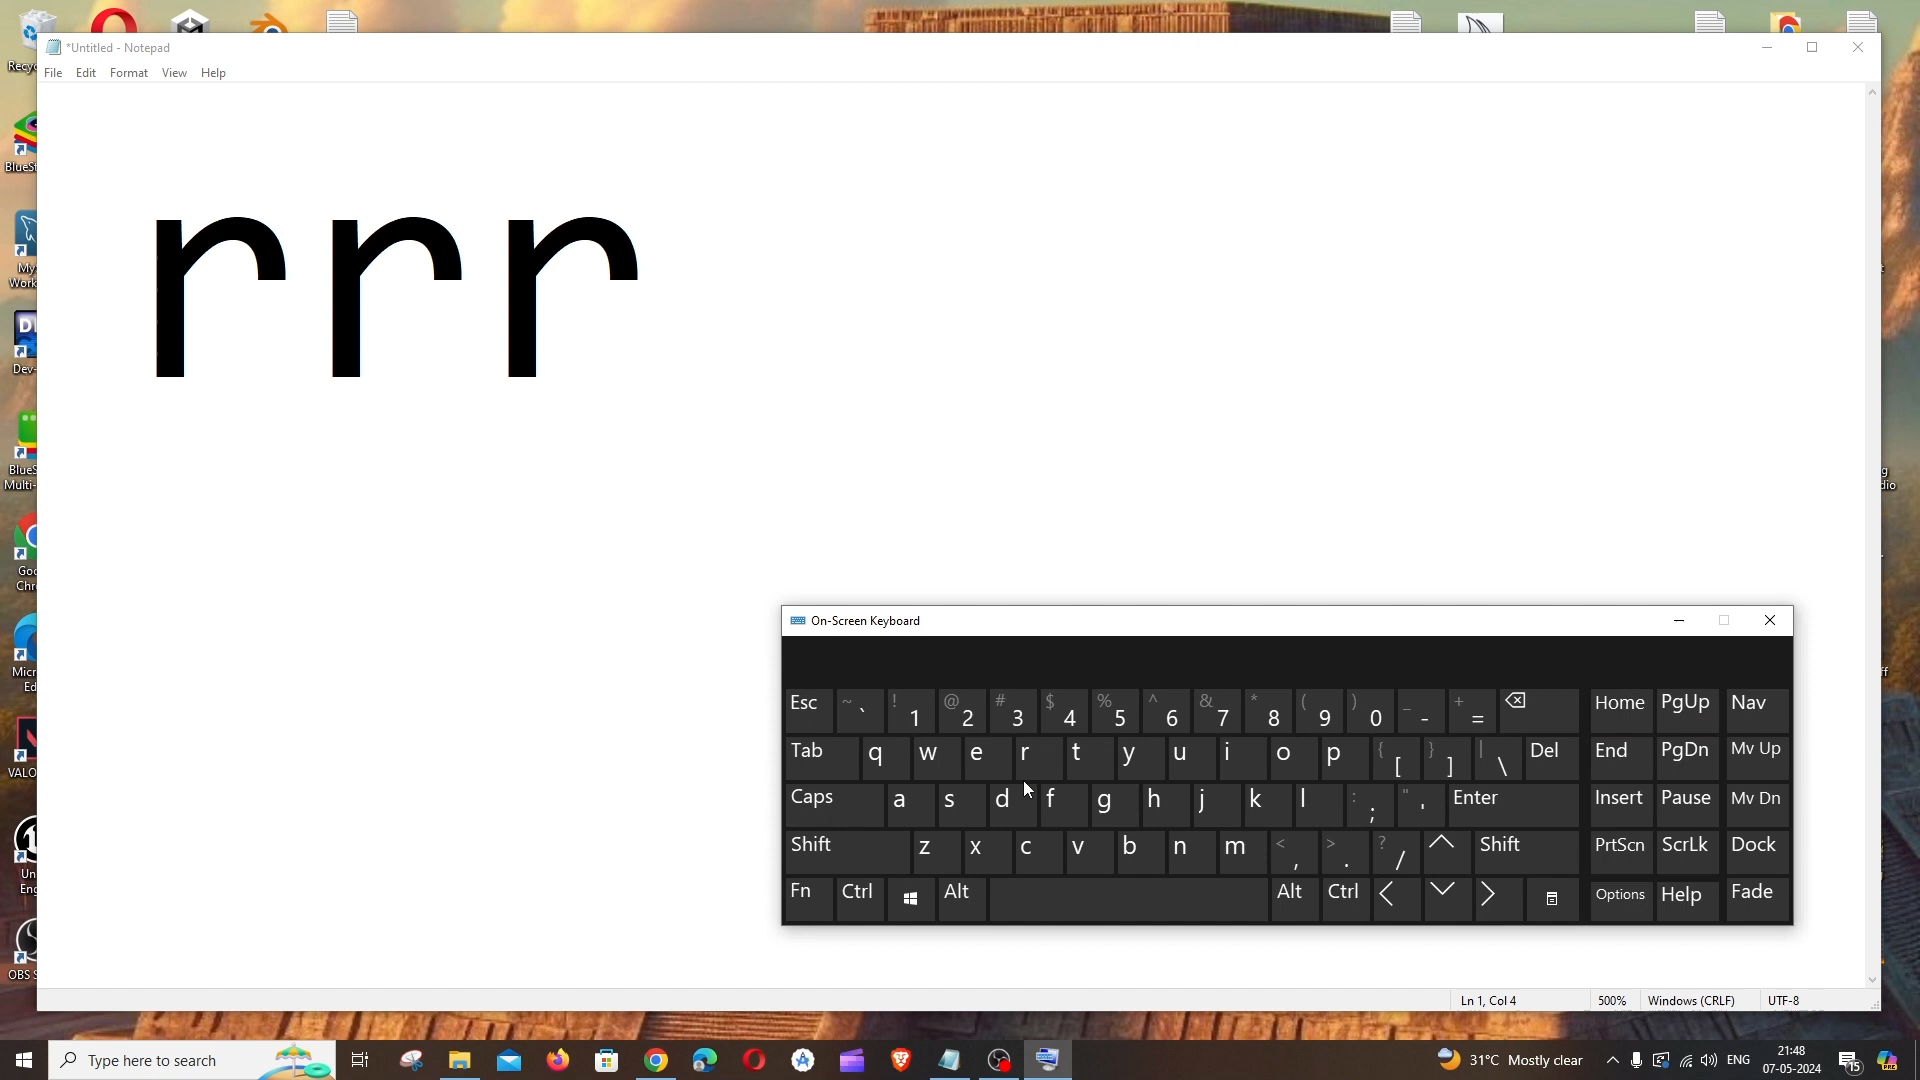 *Untitled - Notepad
File Edit Format View Help
rrr
On-Screen Keyboard
Esc ~ ` ! 1 @ 2 # 3 $ 4 % 5 ^ 6 & 7 * 8 ( 9 ) 0 _ - + = Home PgUp Nav
Tab q w e r t y u i o p { [ } ] | \ Del End PgDn Mv Up
Caps a s d f g h j k l : ; " ' Enter Insert Pause Mv Dn
Shift z x c v b n m < , > . ? / Shift PrtScn ScrLk Dock
Fn Ctrl Alt Alt Ctrl Options Help Fade
Ln 1, Col 4 500% Windows (CRLF) UTF-8
Type here to search 31°C Mostly clear ENG 21:48
07-05-2024 15